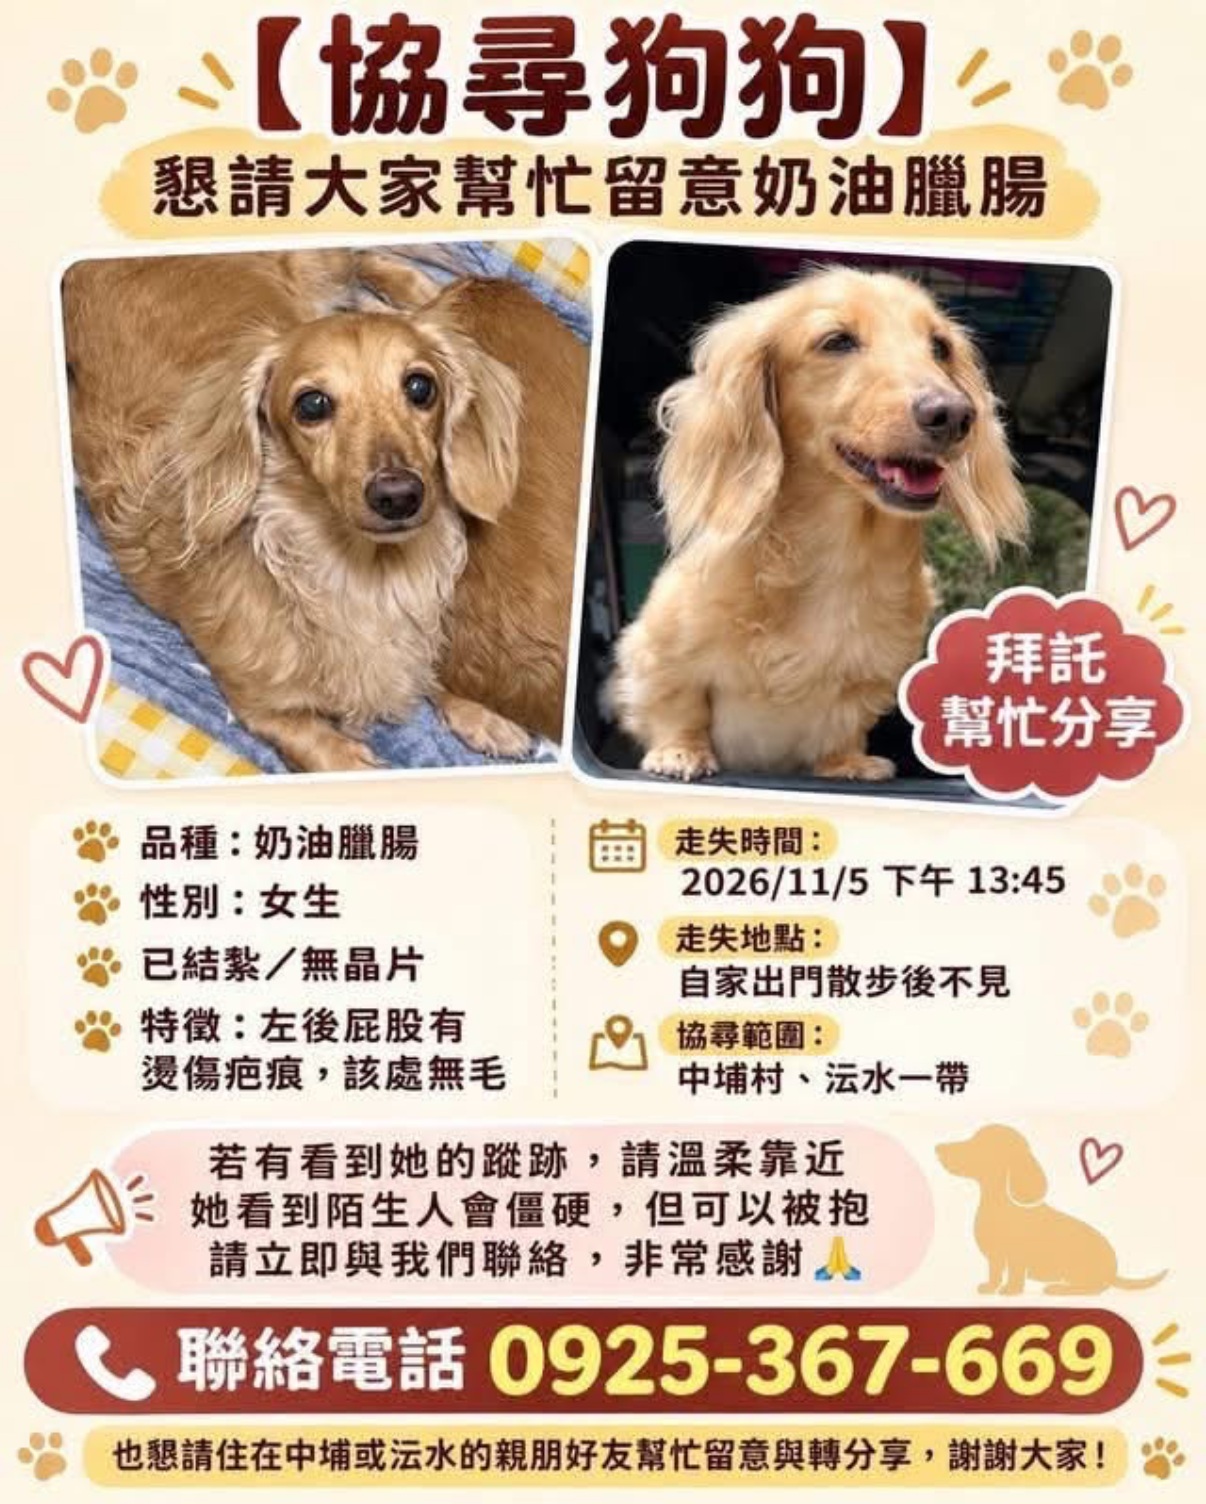 【協尋狗狗】
懇請大家幫忙留意奶油臘腸
拜託
幫忙分享
品種：奶油臘腸
性別：女生
已結紮／無晶片
特徵：左後屁股有
燙傷疤痕，該處無毛
走失時間：
2026/11/5 下午 13:45
走失地點：
自家出門散步後不見
協尋範圍：
中埔村、沄水一帶
若有看到她的蹤跡，請溫柔靠近
她看到陌生人會僵硬，但可以被抱
請立即與我們聯絡，非常感謝🙏
聯絡電話 0925-367-669
也懇請住在中埔或沄水的親朋好友幫忙留意與轉分享，謝謝大家！